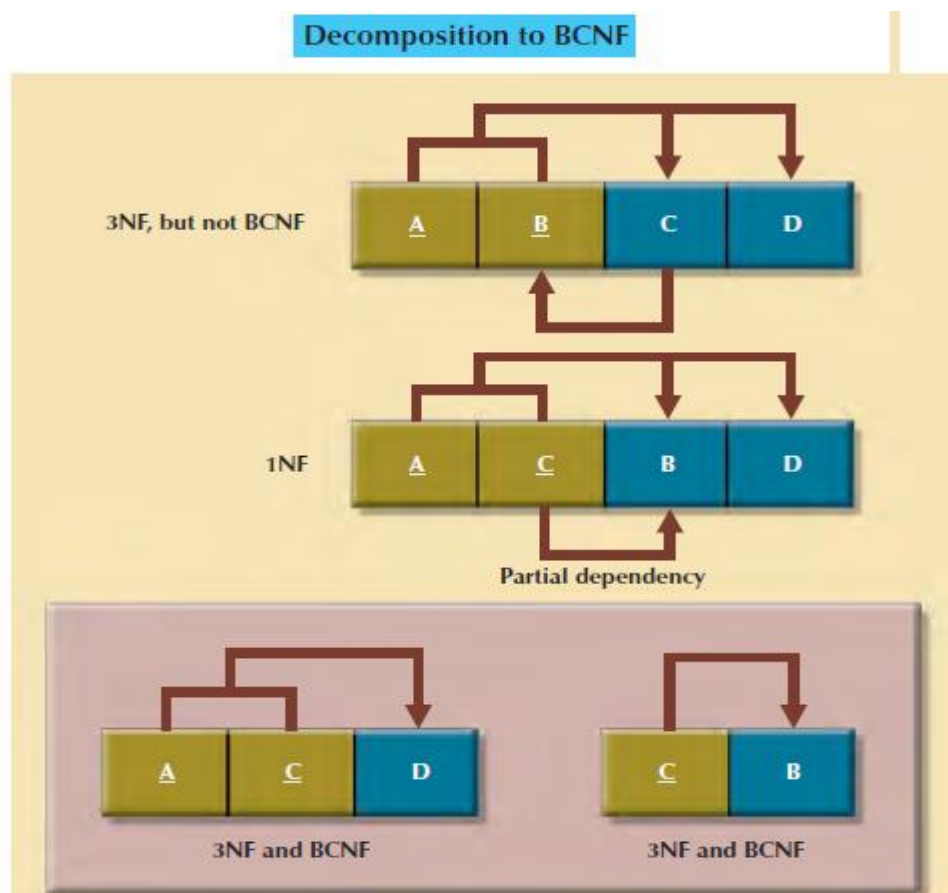 Decomposition to BCNF
3NF, but not BCNF
A B C D
1NF
A C B D
Partial dependency
A C D
C B
3NF and BCNF
3NF and BCNF